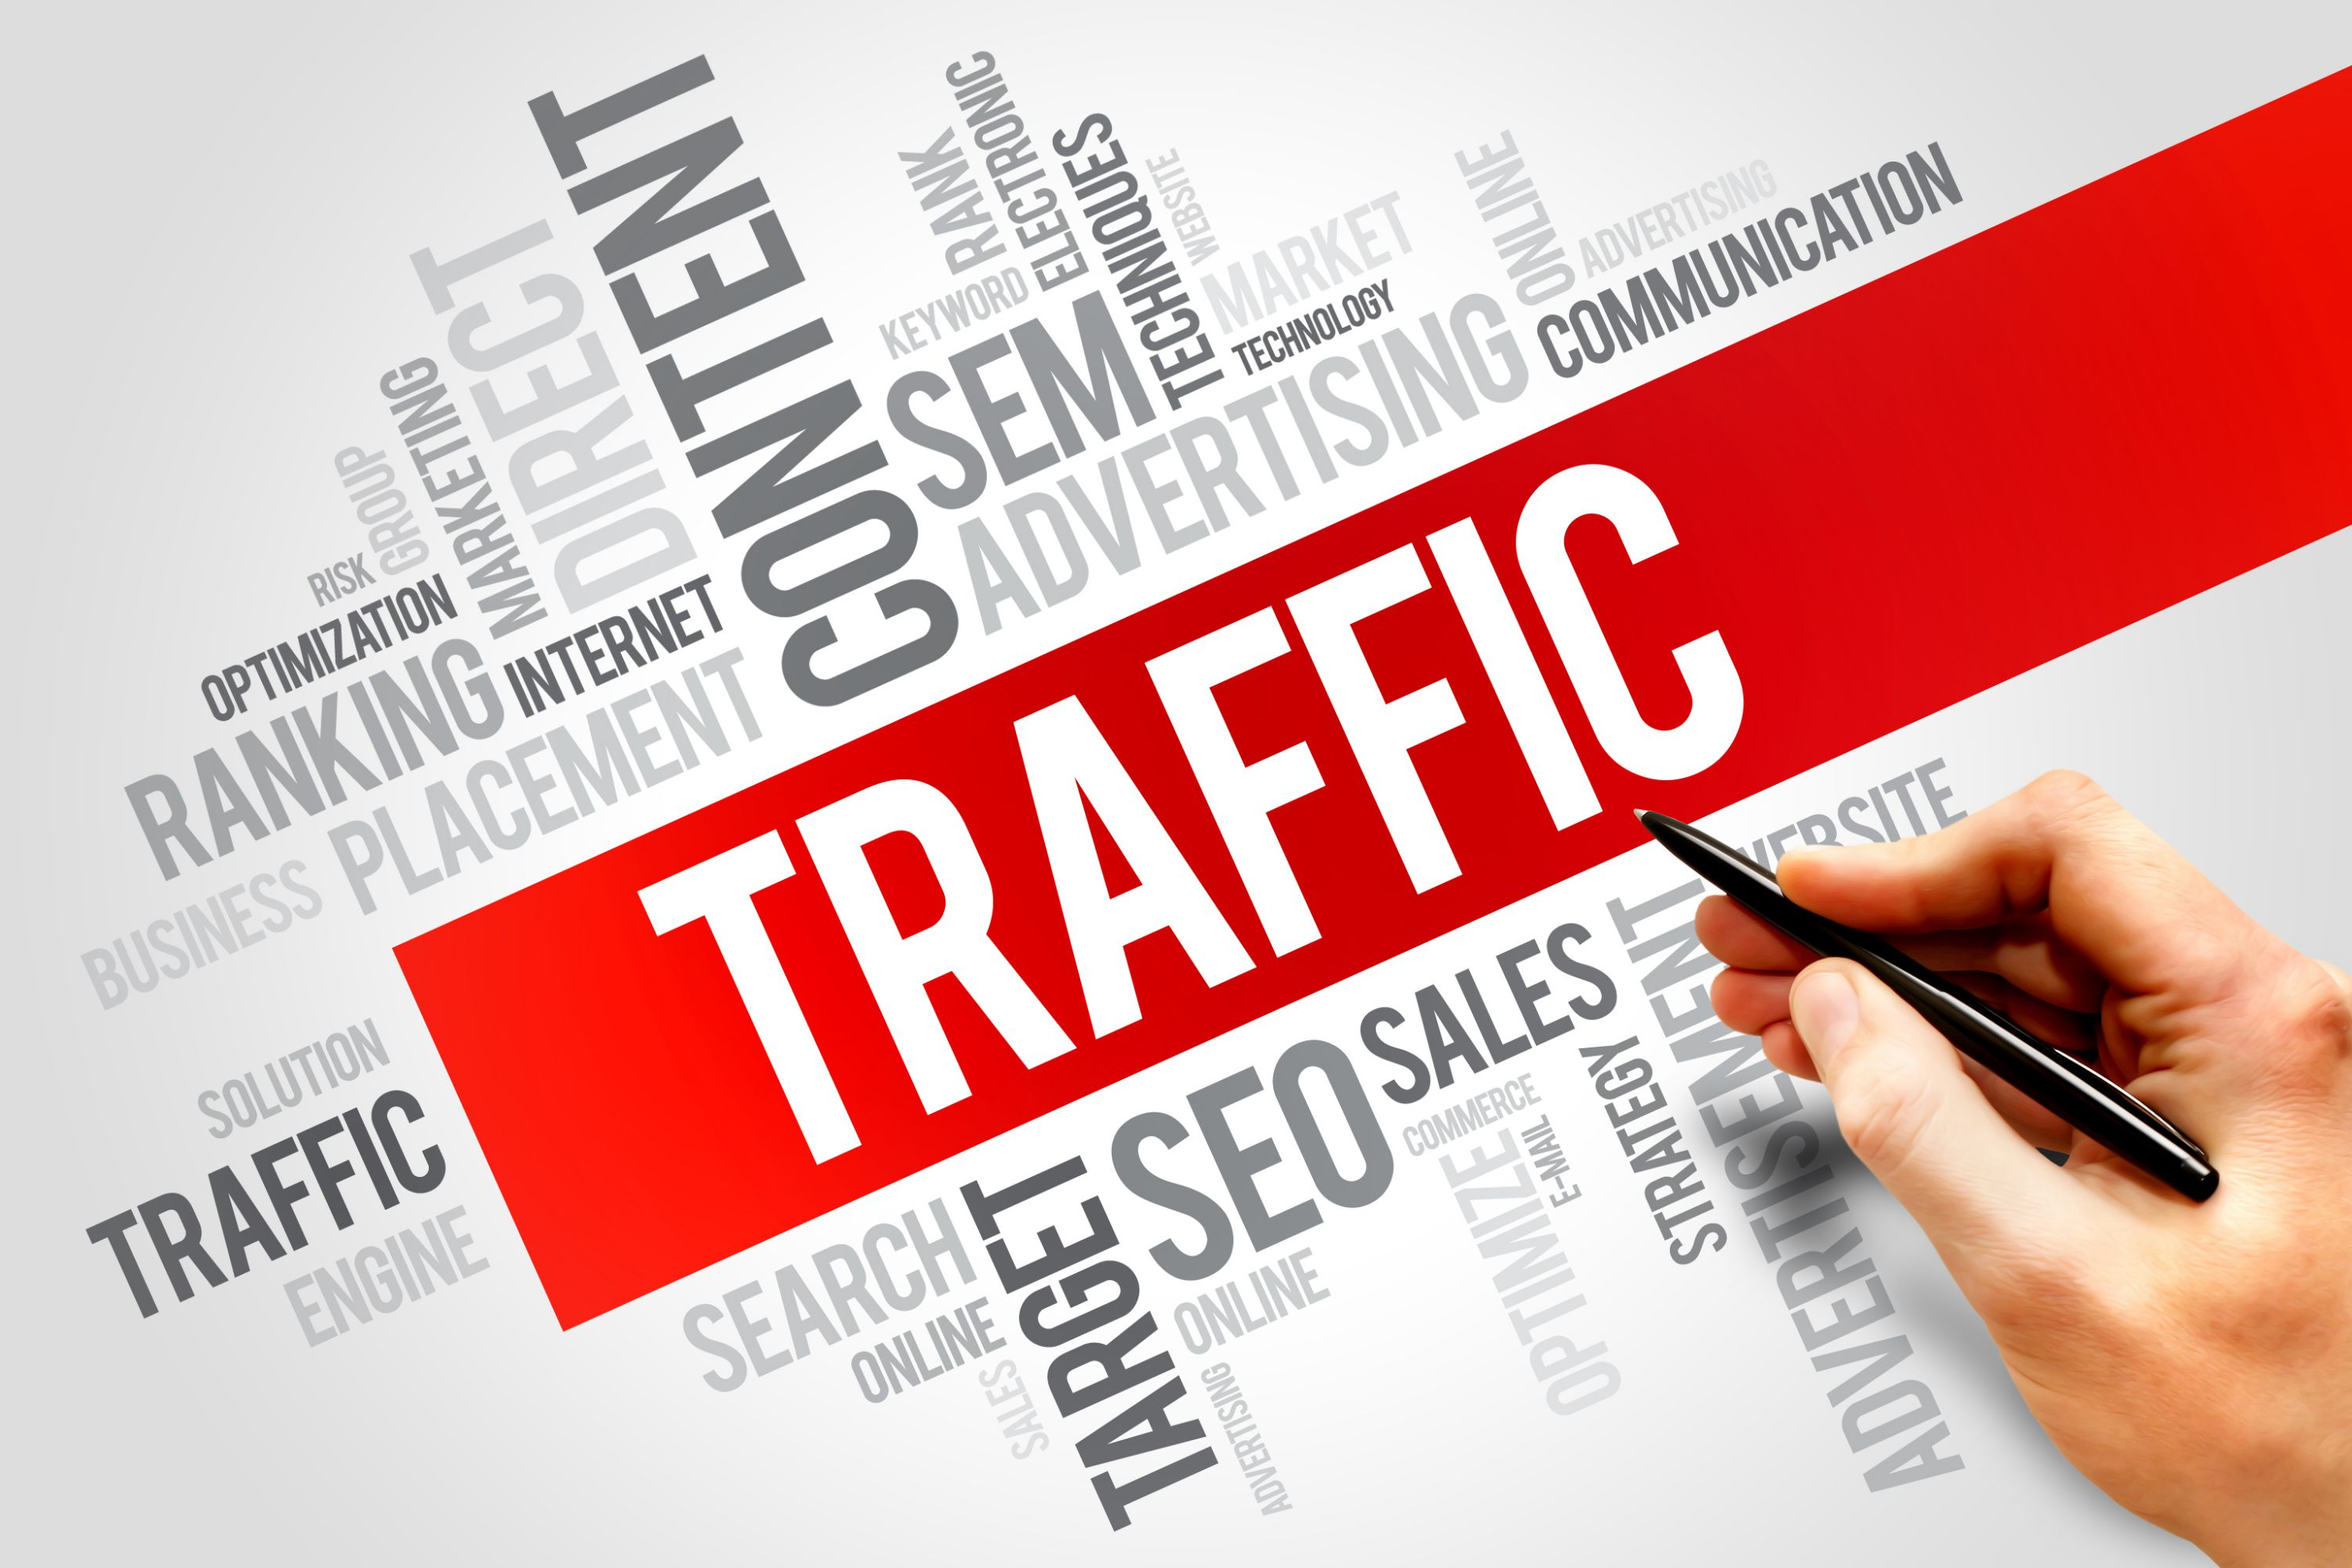 CONTENT
DIRECT
RANK
ELECTRONIC
TECHNIQUES
WEBSITE
KEYWORD
SEM
MARKET
TECHNOLOGY
ONLINE
ADVERTISING
COMMUNICATION
ADVERTISING
GROUP
MARKETING
RISK
OPTIMIZATION
RANKING
INTERNET
BUSINESS
PLACEMENT
TRAFFIC
SOLUTION
TRAFFIC
ENGINE
SEARCH
ONLINE
SALES
TARGET
SEO
ONLINE
ADVERTISING
SALES
COMMERCE
E-MAIL
OPTIMIZE
STRATEGY
ADVERTISEMENT
WEBSITE